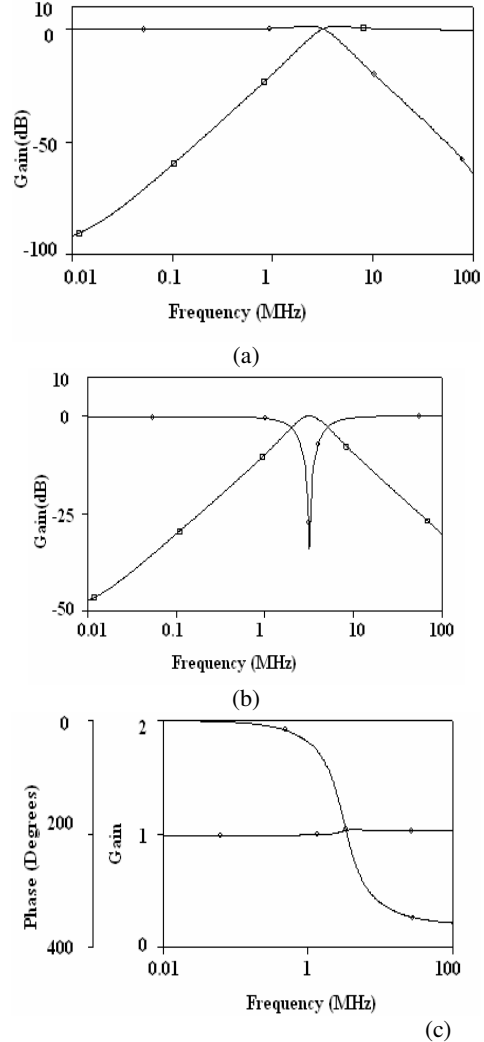 10
0
-50
-100
Gain(dB)
0.01 0.1 1 10 100
Frequency (MHz)
(a)
10
0
-25
-50
Gain(dB)
0.01 0.1 1 10 100
Frequency (MHz)
(b)
0 2
200 1
400 0
Phase (Degrees)
Gain
0.01 1 100
Frequency (MHz)
(c)